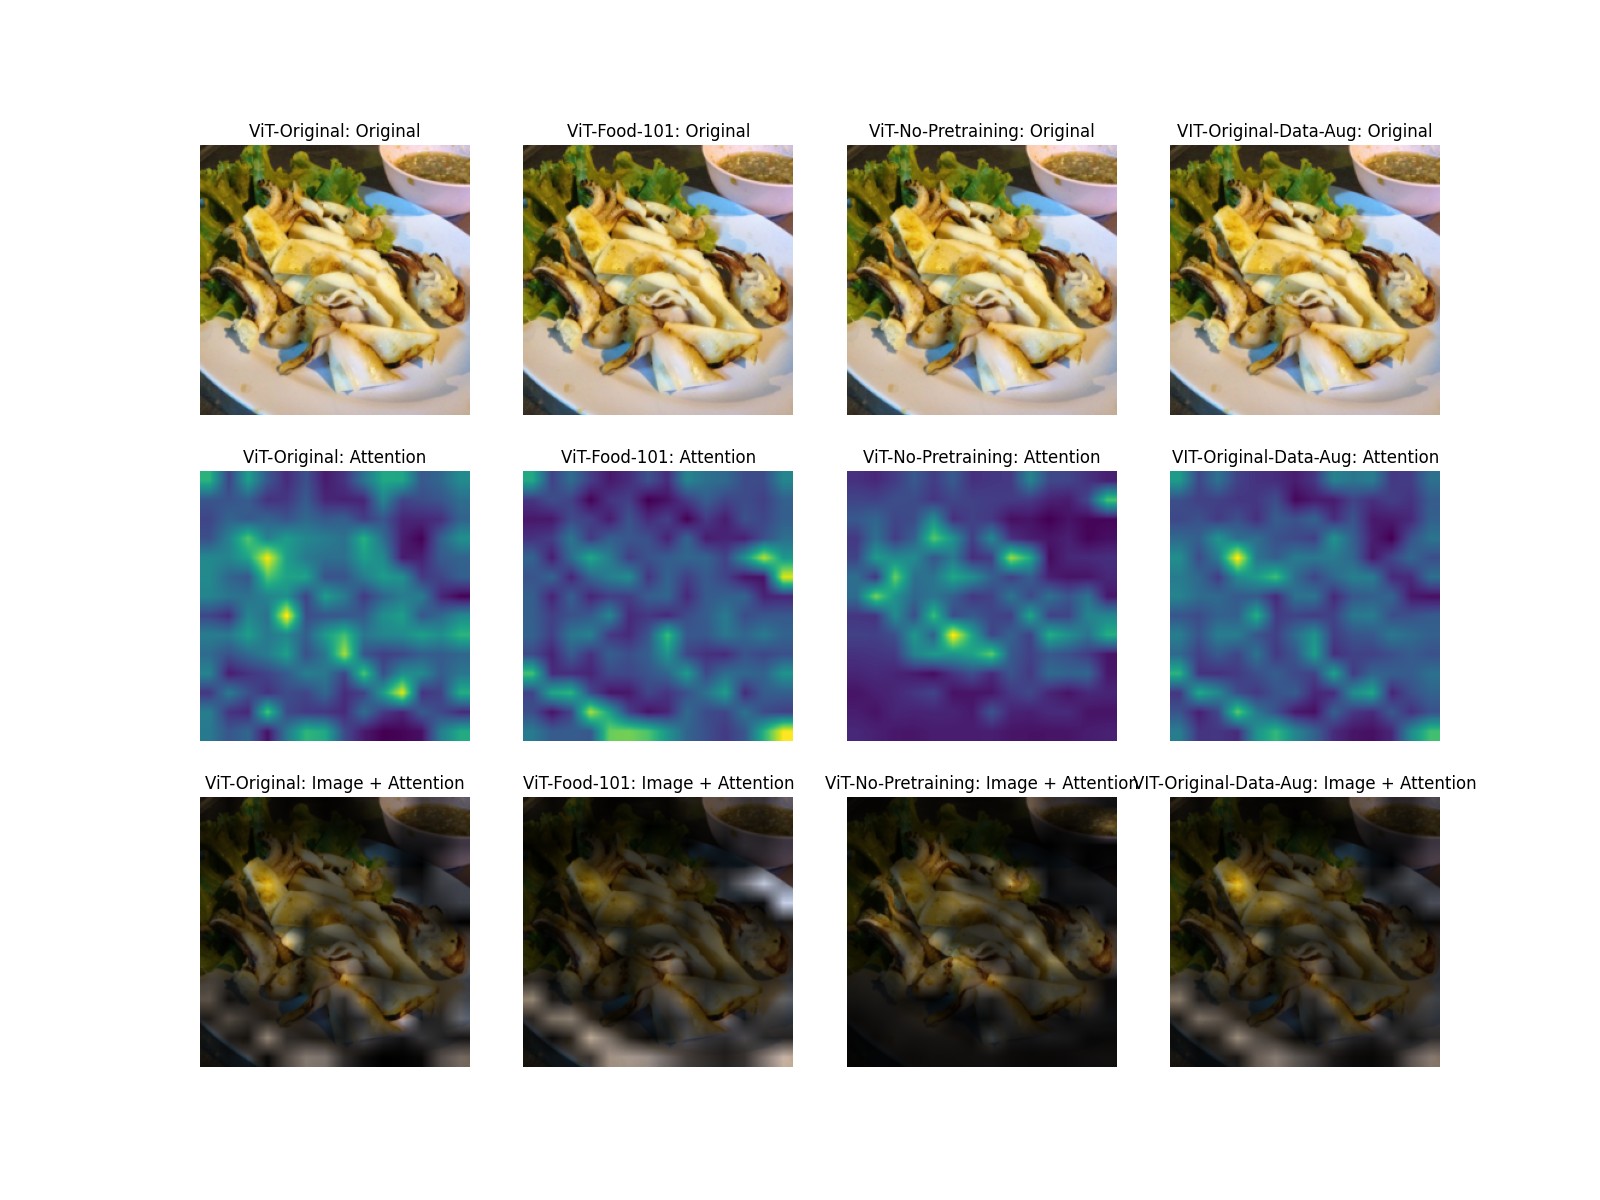 ViT-Original: Original
ViT-Food-101: Original
ViT-No-Pretraining: Original
VIT-Original-Data-Aug: Original
ViT-Original: Attention
ViT-Food-101: Attention
ViT-No-Pretraining: Attention
VIT-Original-Data-Aug: Attention
ViT-Original: Image + Attention
ViT-Food-101: Image + Attention
ViT-No-Pretraining: Image + Attention
VIT-Original-Data-Aug: Image + Attention